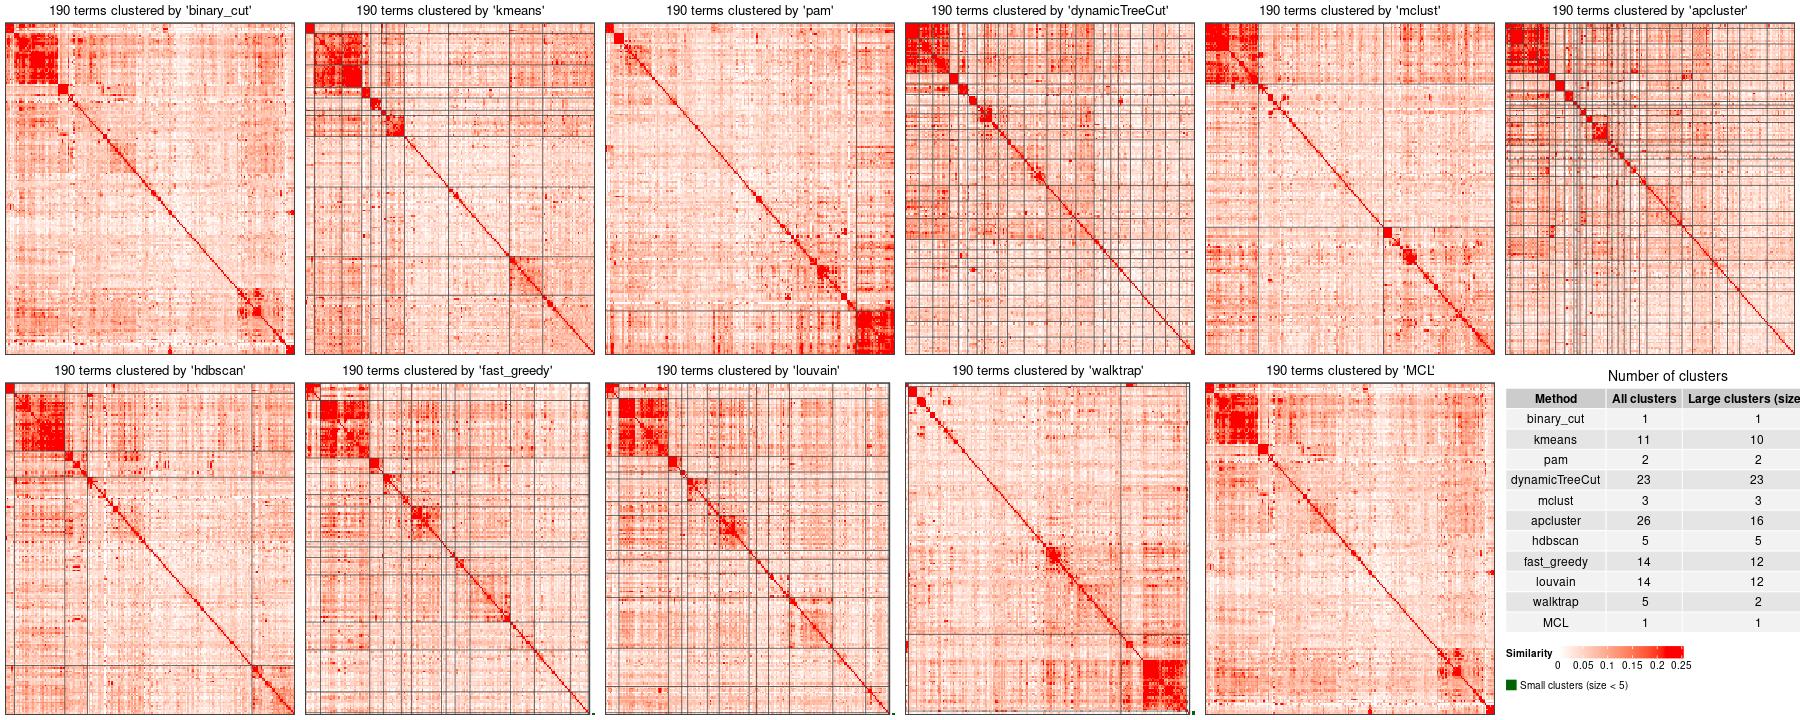 190 terms clustered by 'binary_cut'
190 terms clustered by 'kmeans'
190 terms clustered by 'pam'
190 terms clustered by 'dynamicTreeCut'
190 terms clustered by 'mclust'
190 terms clustered by 'apcluster'
190 terms clustered by 'hdbscan'
190 terms clustered by 'fast_greedy'
190 terms clustered by 'louvain'
190 terms clustered by 'walktrap'
190 terms clustered by 'MCL'
Number of clusters
Method All clusters Large clusters (size
binary_cut 1 1
kmeans 11 10
pam 2 2
dynamicTreeCut 23 23
mclust 3 3
apcluster 26 16
hdbscan 5 5
fast_greedy 14 12
louvain 14 12
walktrap 5 2
MCL 1 1
Similarity
0 0.05 0.1 0.15 0.2 0.25
Small clusters (size < 5)